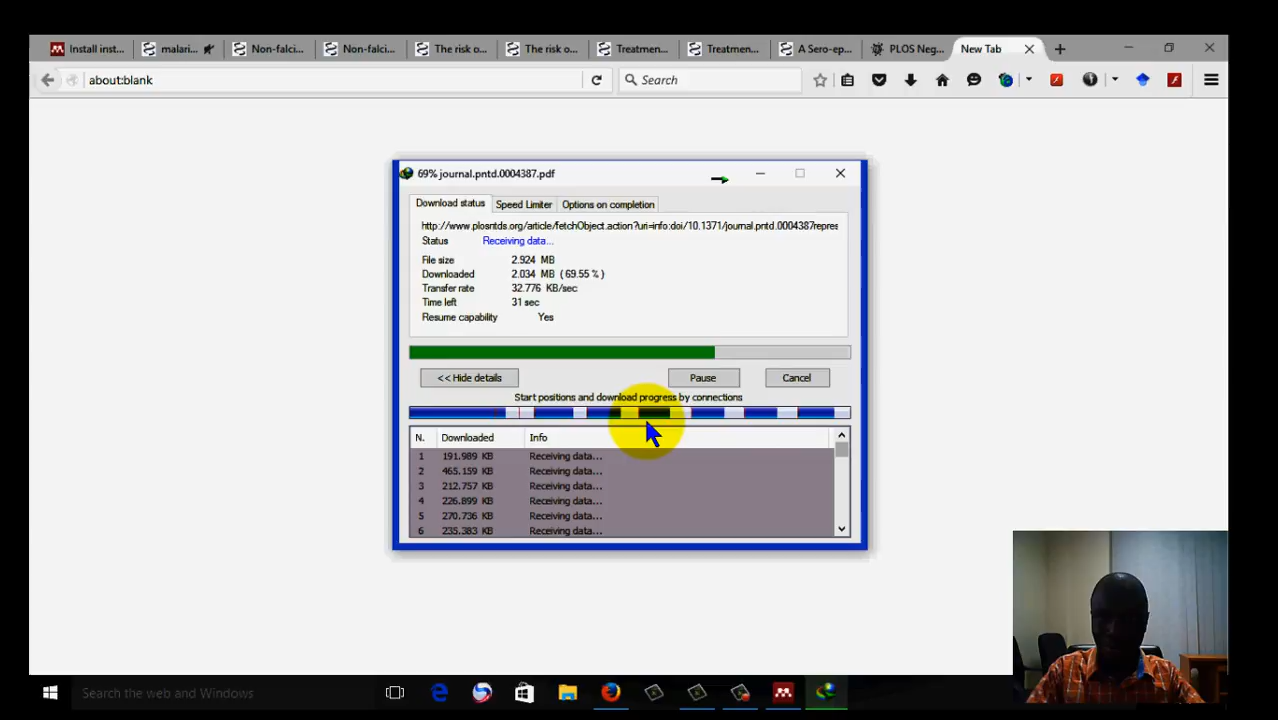 Install inst...
malari...
Non-falci...
Non-falci...
The risk o...
The risk o...
Treatmen...
Treatmen...
A Sero-ep...
PLOS Neg...
New Tab
about:blank
Search
69% journal.pntd.0004387.pdf
Download status
Speed Limiter
Options on completion
http://www.plosntds.org/article/fetchObject.action?uri=info:doi/10.1371/journal.pntd.0004387repres
Status Receiving data...
File size 2.924 MB
Downloaded 2.034 MB ( 69.55 % )
Transfer rate 32.776 KB/sec
Time left 31 sec
Resume capability Yes
<< Hide details
Pause
Cancel
Start positions and download progress by connections
N. Downloaded Info
1 191.989 KB Receiving data...
2 465.159 KB Receiving data...
3 212.757 KB Receiving data...
4 226.899 KB Receiving data...
5 270.736 KB Receiving data...
6 235.383 KB Receiving data...
Search the web and Windows